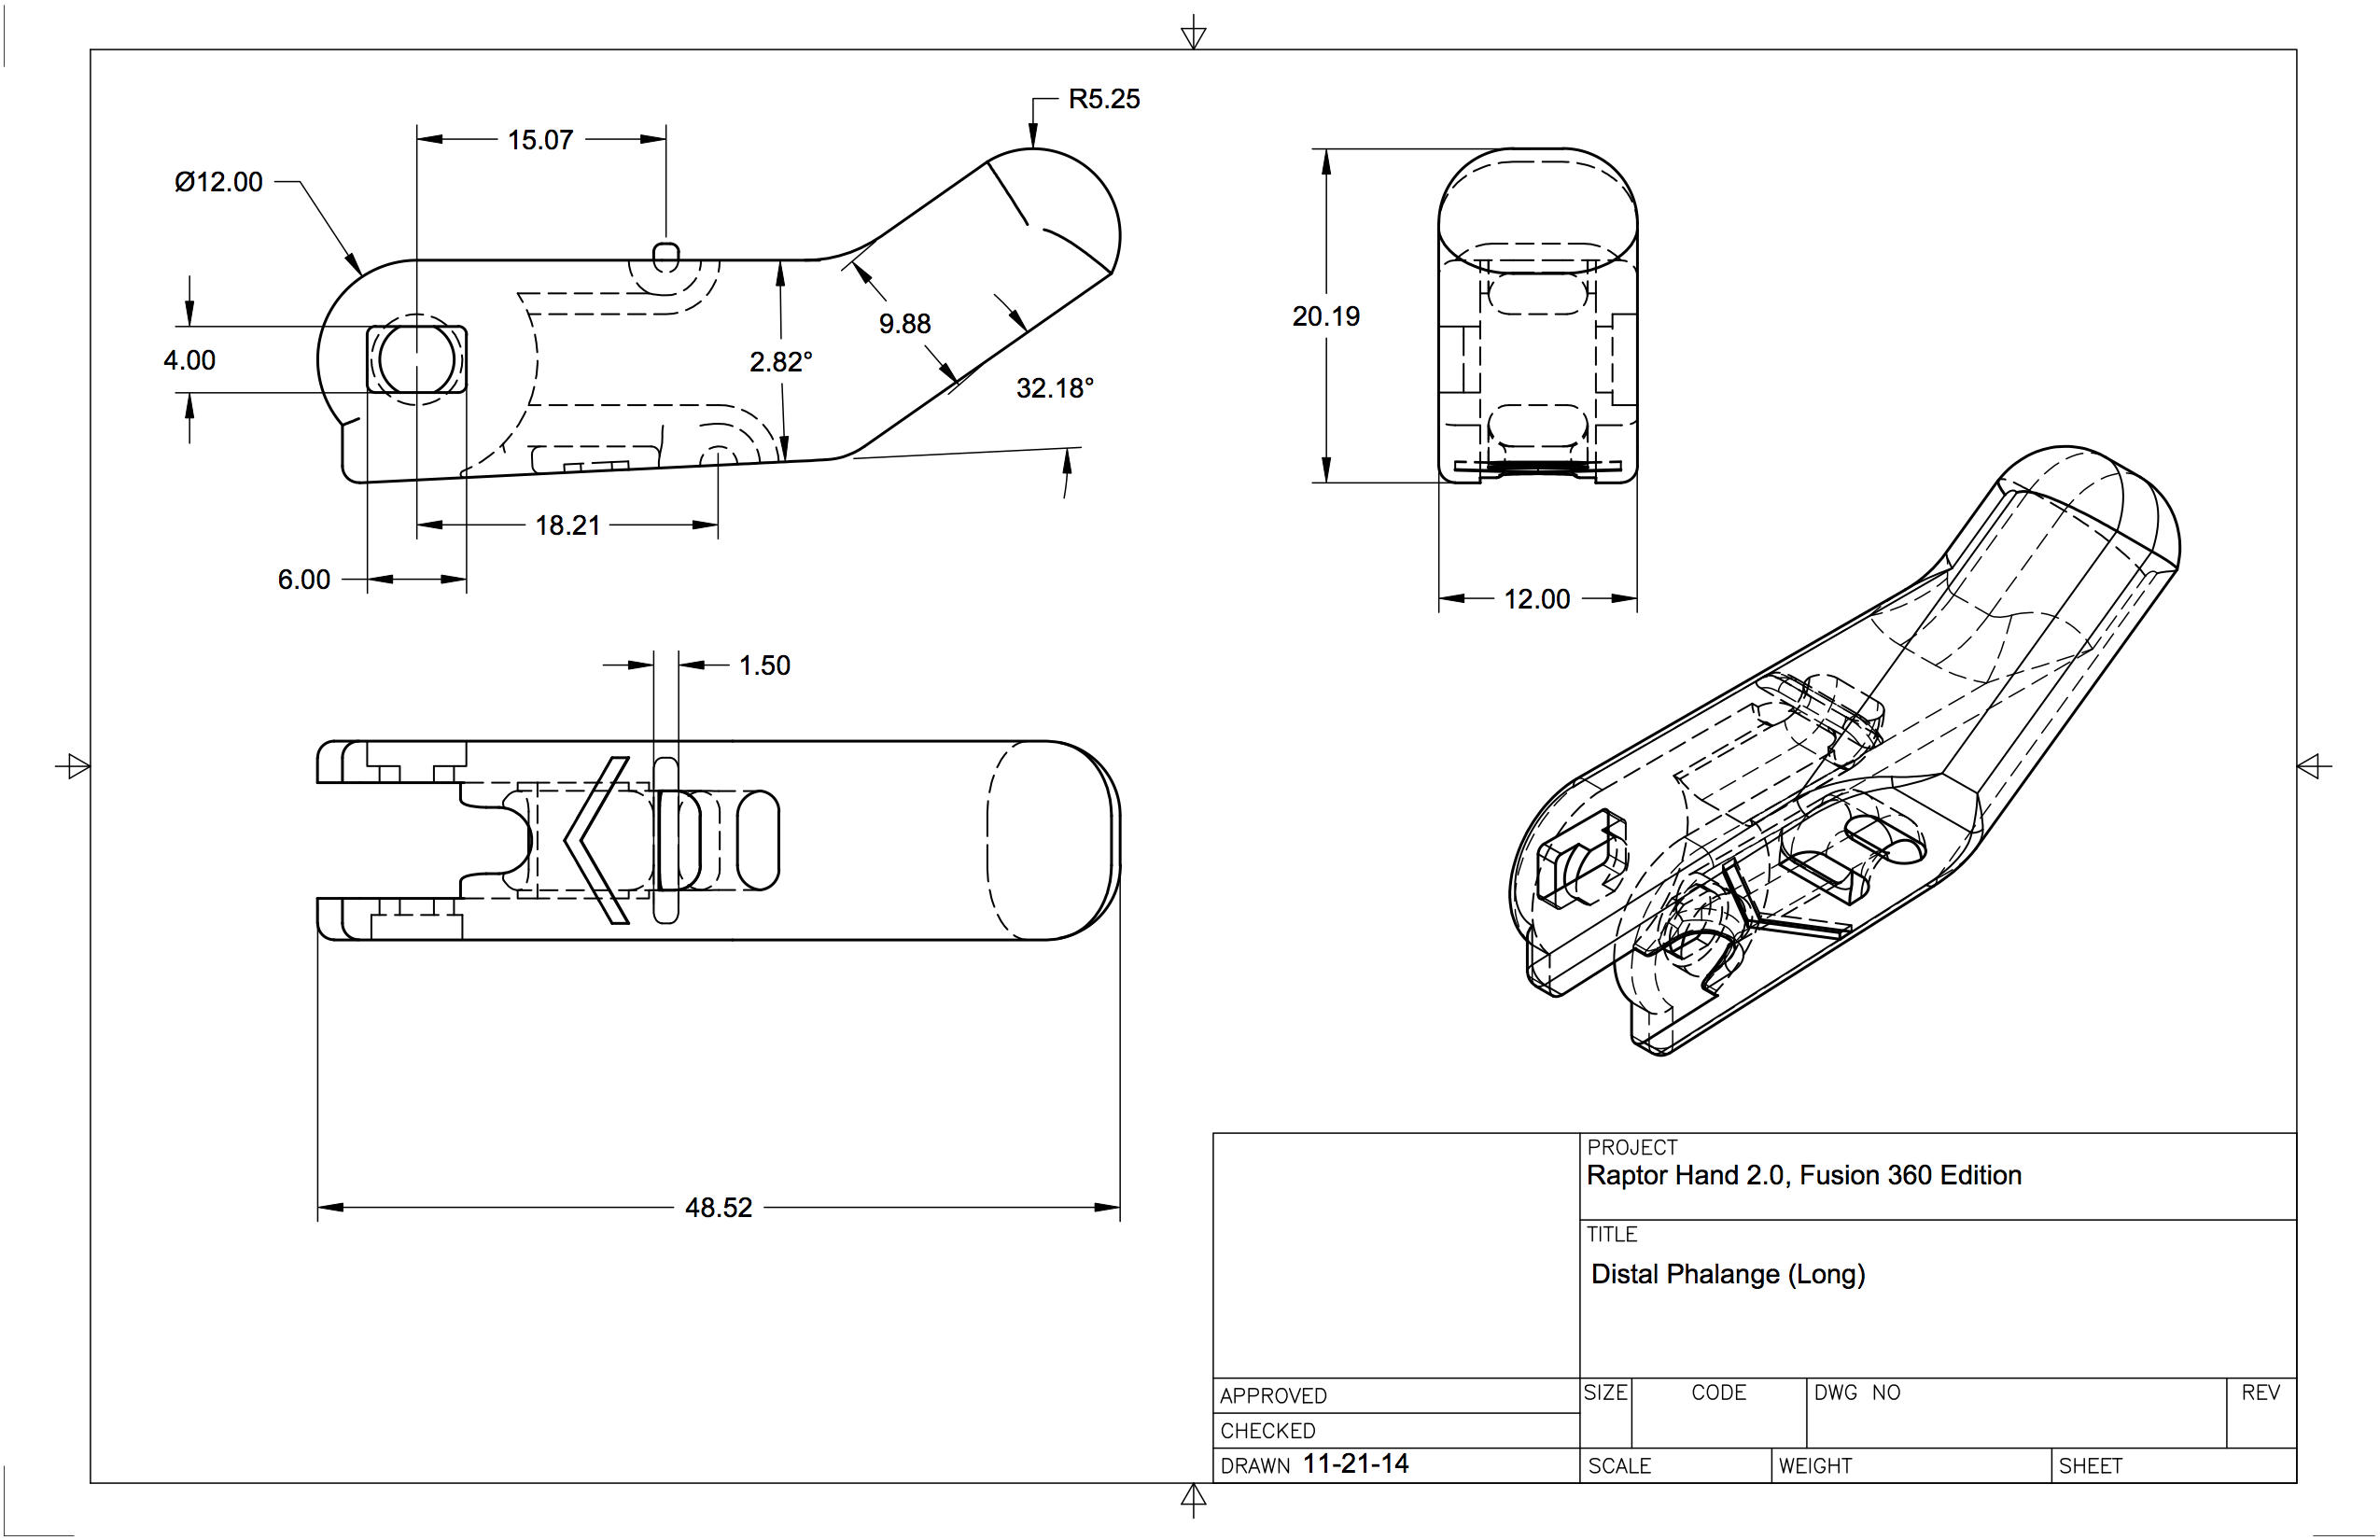 R5.25
15.07
Ø12.00
20.19
9.88
4.00
2.82°
32.18°
18.21
6.00
12.00
1.50
48.52
PROJECT
Raptor Hand 2.0, Fusion 360 Edition
TITLE
Distal Phalange (Long)
APPROVED
SIZE CODE DWG NO REV
CHECKED
DRAWN 11-21-14
SCALE WEIGHT SHEET